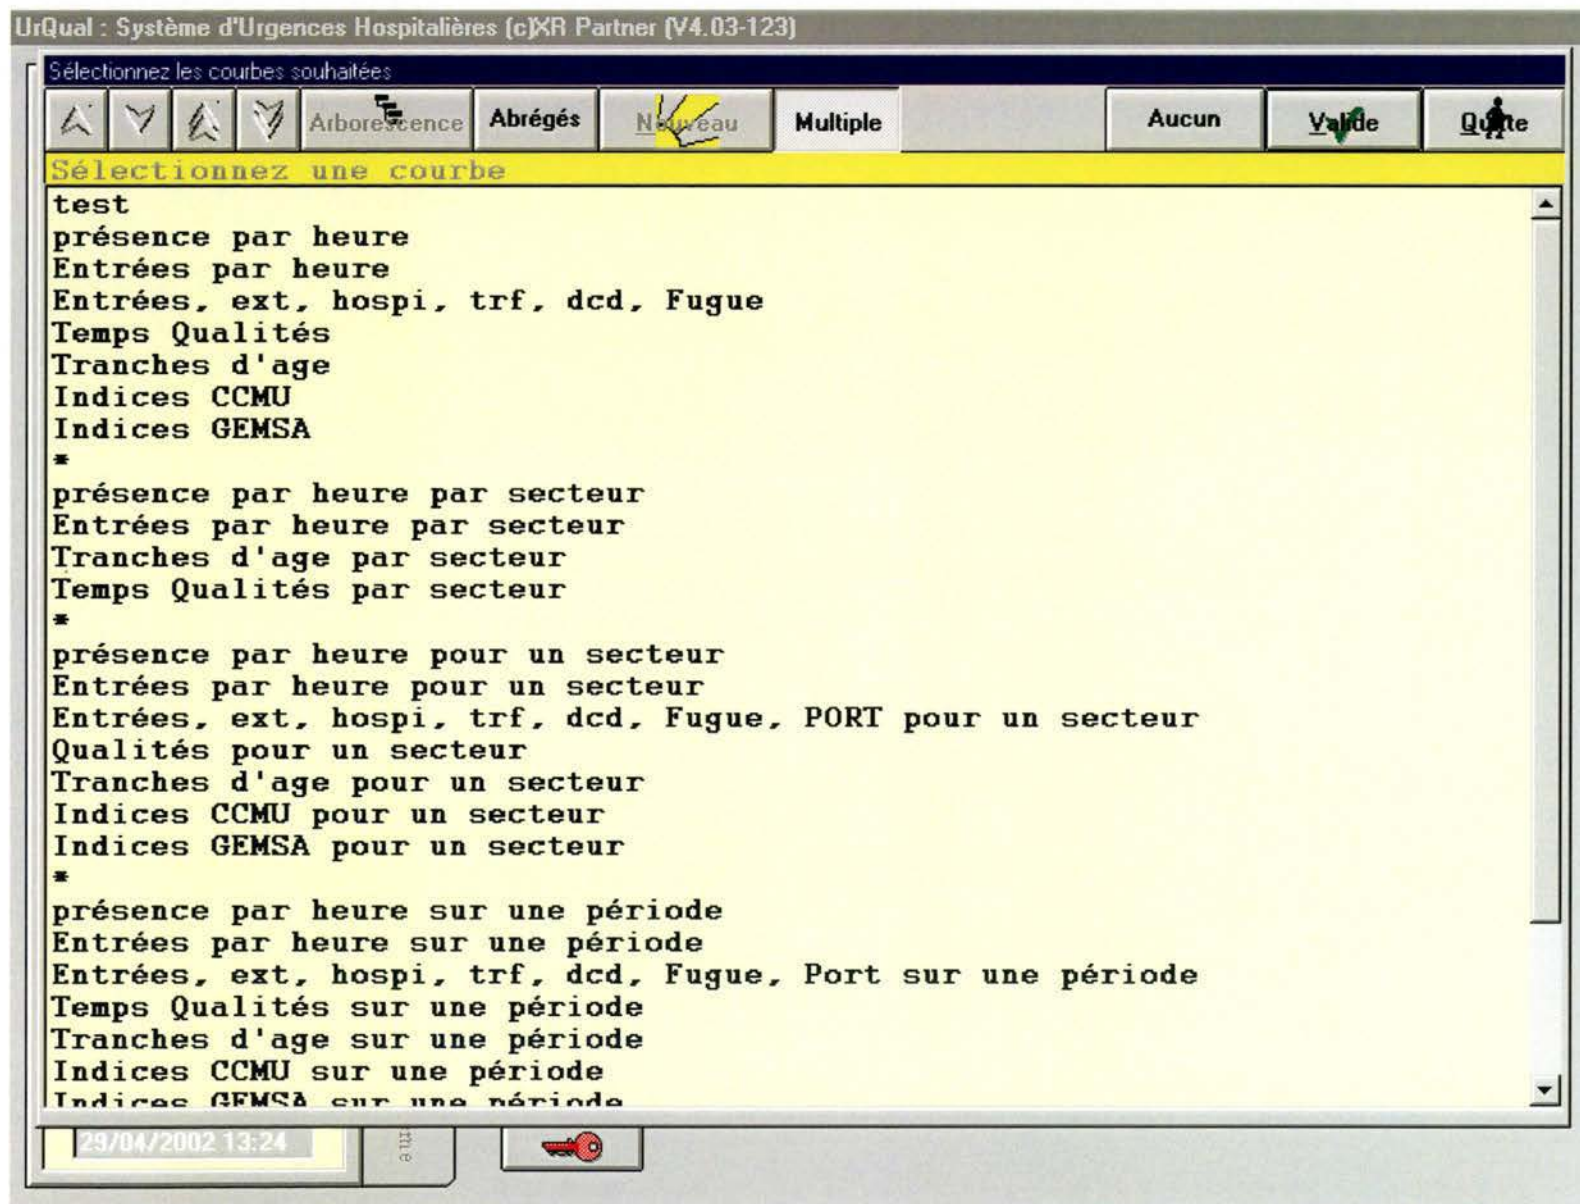 UrQual : Système d'Urgences Hospitalières (c)XR Partner (V4.03-123)
Sélectionnez les courbes souhaitées
Arborescence Abrégés Nouveau Multiple Aucun Valide Quitte
Sélectionnez une courbe
test
présence par heure
Entrées par heure
Entrées, ext, hospi, trf, dcd, Fugue
Temps Qualités
Tranches d'age
Indices CCMU
Indices GEMSA
*
présence par heure par secteur
Entrées par heure par secteur
Tranches d'age par secteur
Temps Qualités par secteur
*
présence par heure pour un secteur
Entrées par heure pour un secteur
Entrées, ext, hospi, trf, dcd, Fugue, PORT pour un secteur
Qualités pour un secteur
Tranches d'age pour un secteur
Indices CCMU pour un secteur
Indices GEMSA pour un secteur
*
présence par heure sur une période
Entrées par heure sur une période
Entrées, ext, hospi, trf, dcd, Fugue, Port sur une période
Temps Qualités sur une période
Tranches d'age sur une période
Indices CCMU sur une période
Indices GEMSA sur une période
29/04/2002 13:24